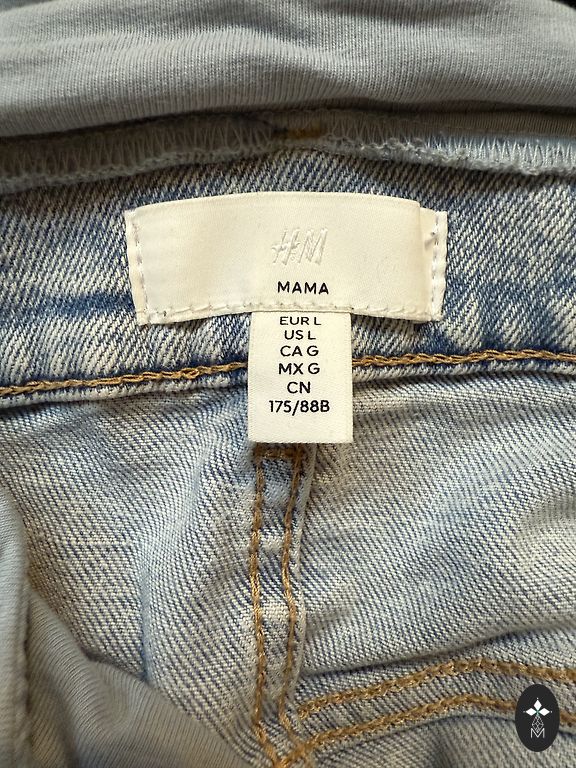 H&M
MAMA
EUR L
US L
CA G
MX G
CN
175/88B
M